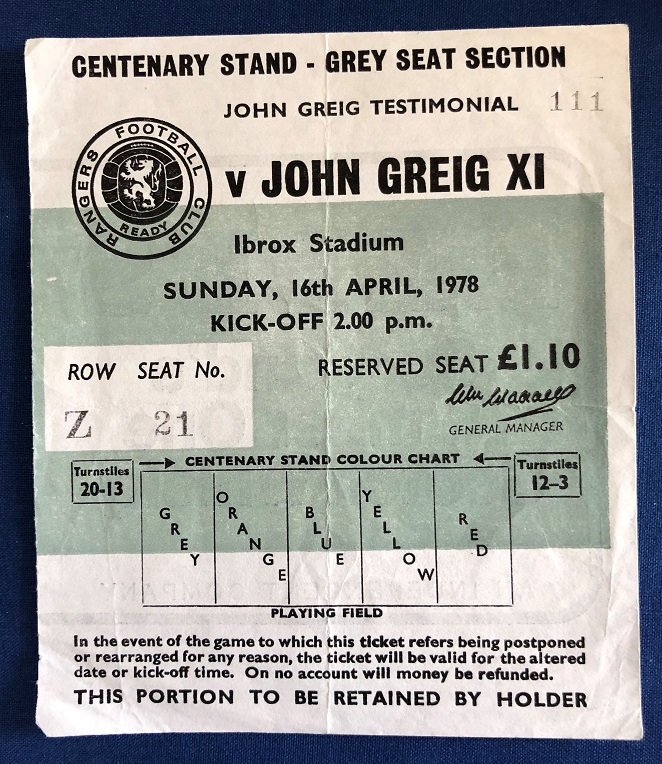 CENTENARY STAND - GREY SEAT SECTION
JOHN GREIG TESTIMONIAL 111
RANGERS FOOTBALL CLUB
READY
v JOHN GREIG XI
Ibrox Stadium
SUNDAY, 16th APRIL, 1978
KICK-OFF 2.00 p.m.
ROW SEAT No.
Z 21
RESERVED SEAT £1.10
GENERAL MANAGER
CENTENARY STAND COLOUR CHART
Turnstiles
20-13
Turnstiles
12-3
GREY
ORANGE
BLUE
YELLOW
RED
PLAYING FIELD
In the event of the game to which this ticket refers being postponed
or rearranged for any reason, the ticket will be valid for the altered
date or kick-off time. On no account will money be refunded.
THIS PORTION TO BE RETAINED BY HOLDER